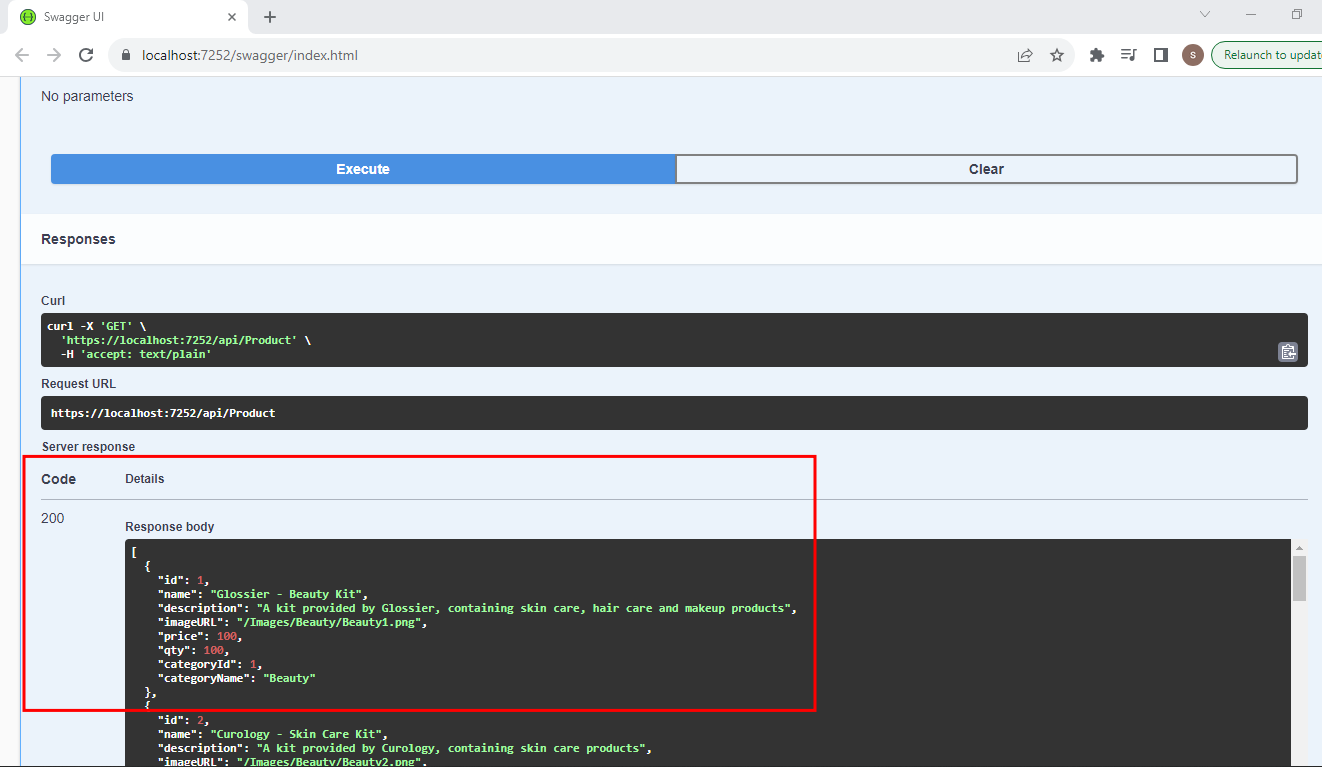 Swagger UI
localhost:7252/swagger/index.html
S
Relaunch to updat
No parameters
Execute Clear
Responses
Curl
curl -X 'GET' \
'https://localhost:7252/api/Product' \
-H 'accept: text/plain'
Request URL
https://localhost:7252/api/Product
Server response
Code Details
200
Response body
[
{
"id": 1,
"name": "Glossier - Beauty Kit",
"description": "A kit provided by Glossier, containing skin care, hair care and makeup products",
"imageURL": "/Images/Beauty/Beauty1.png",
"price": 100,
"qty": 100,
"categoryId": 1,
"categoryName": "Beauty"
},
{
"id": 2,
"name": "Curology - Skin Care Kit",
"description": "A kit provided by Curology, containing skin care products",
"imageURL": "/Images/Beauty/Beauty2.png",